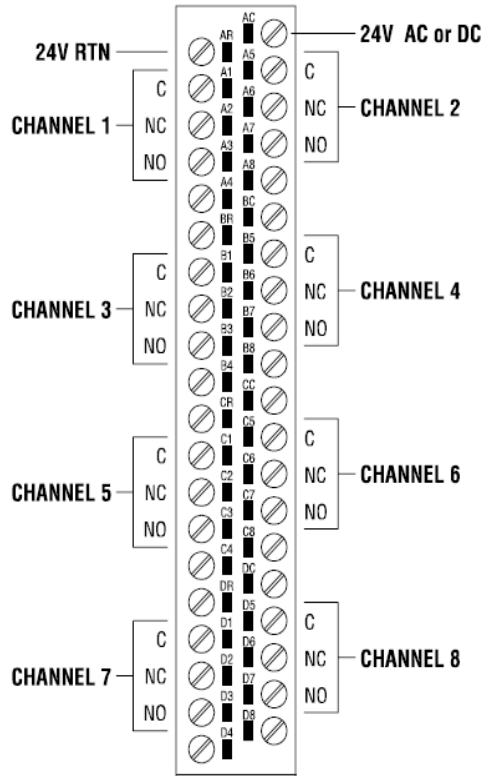 AC
24V AC or DC
AR
24V RTN
A5
A1
C
C
A6
A2
CHANNEL 1
NC
NC
CHANNEL 2
A7
A3
NO
NO
A8
A4
BC
BR
B5
B1
C
C
B6
B2
CHANNEL 3
NC
NC
CHANNEL 4
B7
B3
NO
NO
B8
B4
CC
CR
C5
C1
C
C
C6
C2
CHANNEL 5
NC
NC
CHANNEL 6
C7
C3
NO
NO
C8
C4
DC
DR
D5
D1
C
C
D6
D2
CHANNEL 7
NC
NC
CHANNEL 8
D7
D3
NO
NO
D8
D4